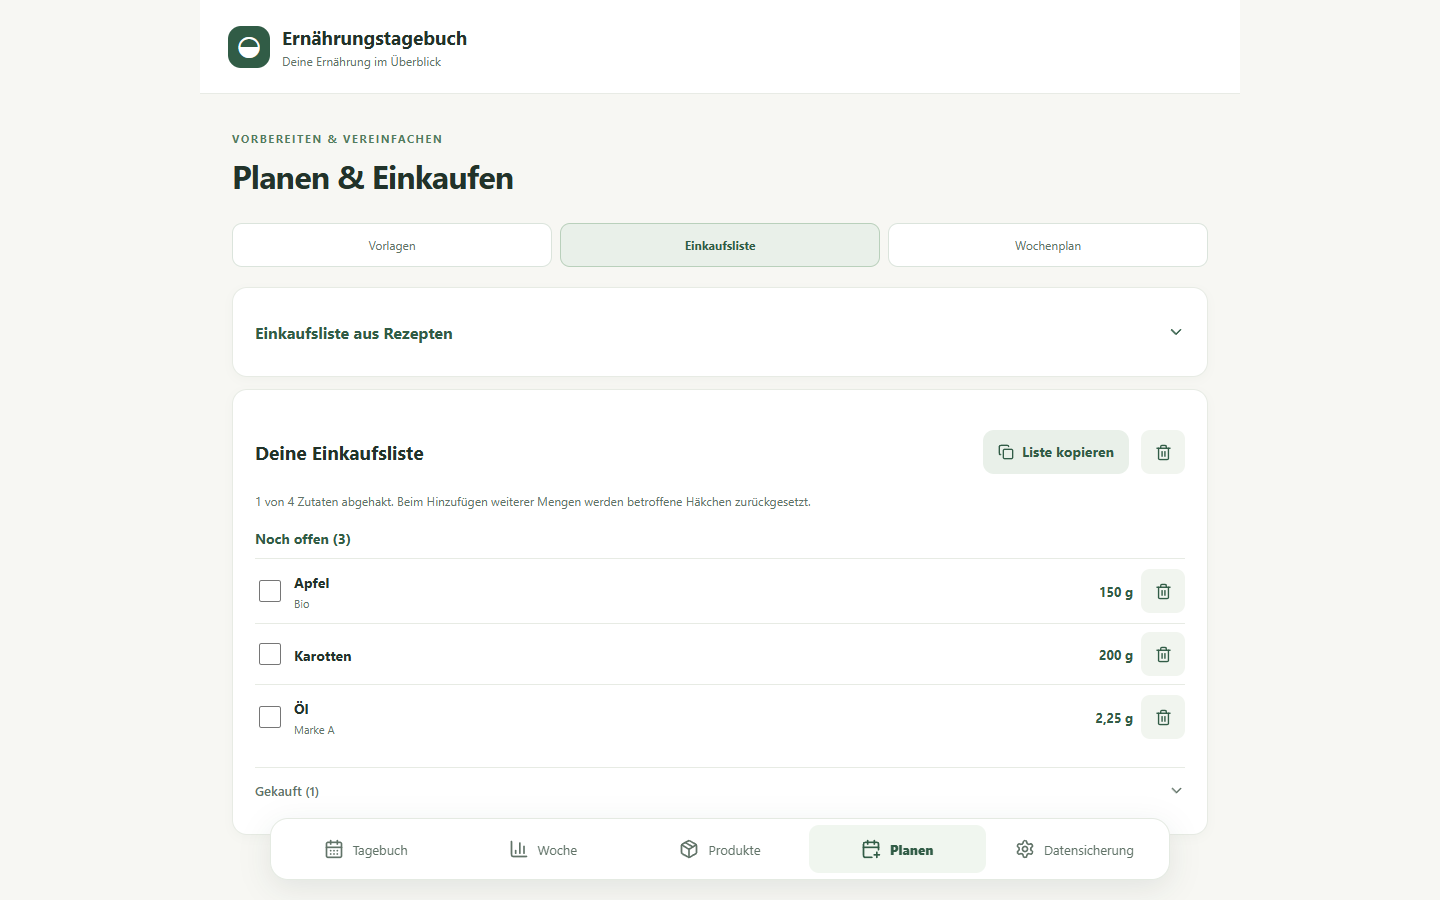 Ernährungstagebuch
Deine Ernährung im Überblick
VORBEREITEN & VEREINFACHEN
Planen & Einkaufen
Vorlagen
Einkaufsliste
Wochenplan
Einkaufsliste aus Rezepten
Deine Einkaufsliste
Liste kopieren
1 von 4 Zutaten abgehakt. Beim Hinzufügen weiterer Mengen werden betroffene Häkchen zurückgesetzt.
Noch offen (3)
Apfel
Bio
150 g
Karotten
200 g
Öl
Marke A
2,25 g
Gekauft (1)
Tagebuch
Woche
Produkte
Planen
Datensicherung